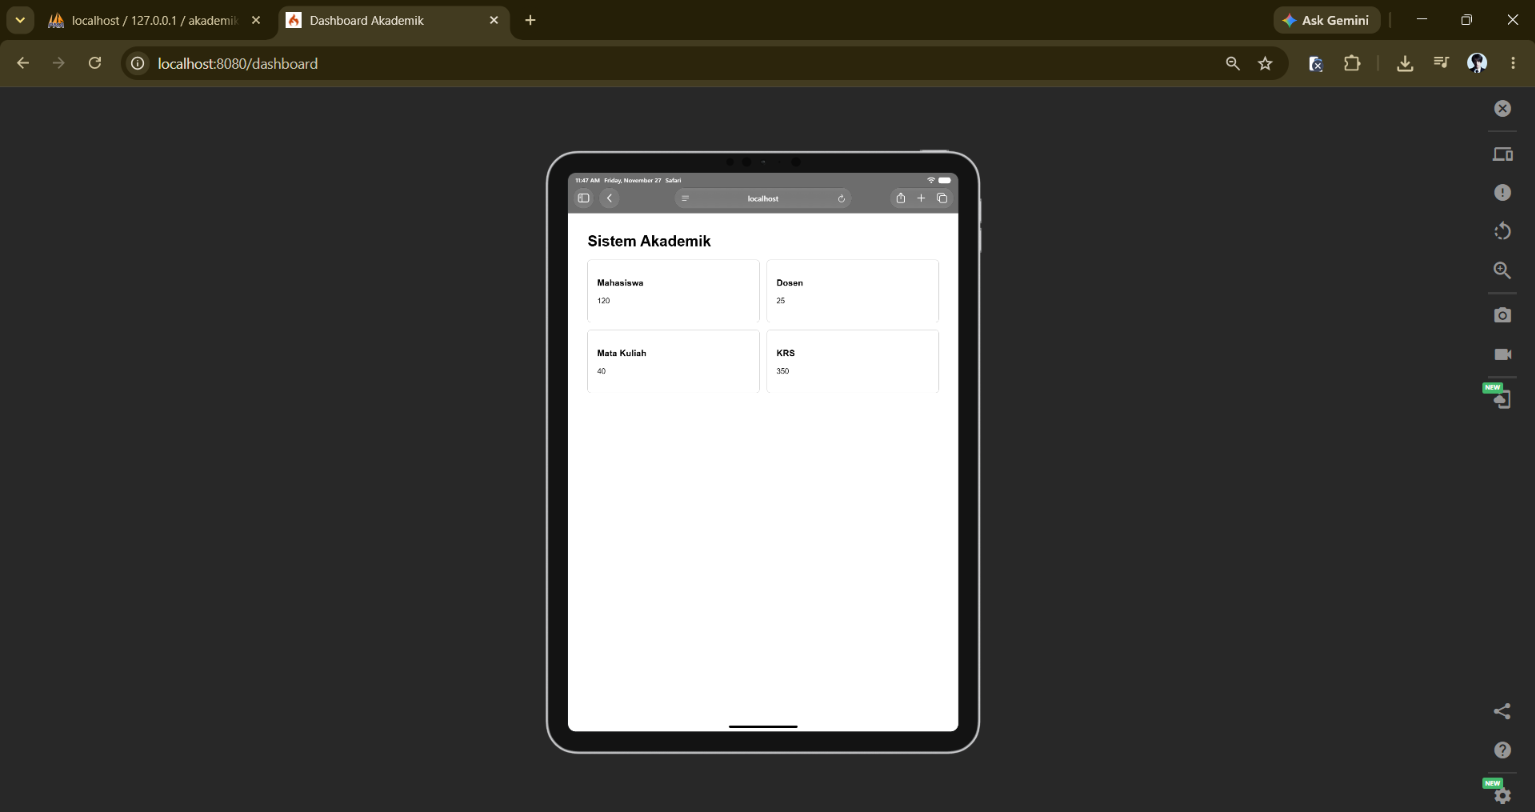 localhost / 127.0.0.1 / akademik
Dashboard Akademik
Ask Gemini
localhost:8080/dashboard
11:47 AM Friday, November 27 Safari
localhost
Sistem Akademik
Mahasiswa
120
Dosen
25
Mata Kuliah
40
KRS
350
NEW
NEW